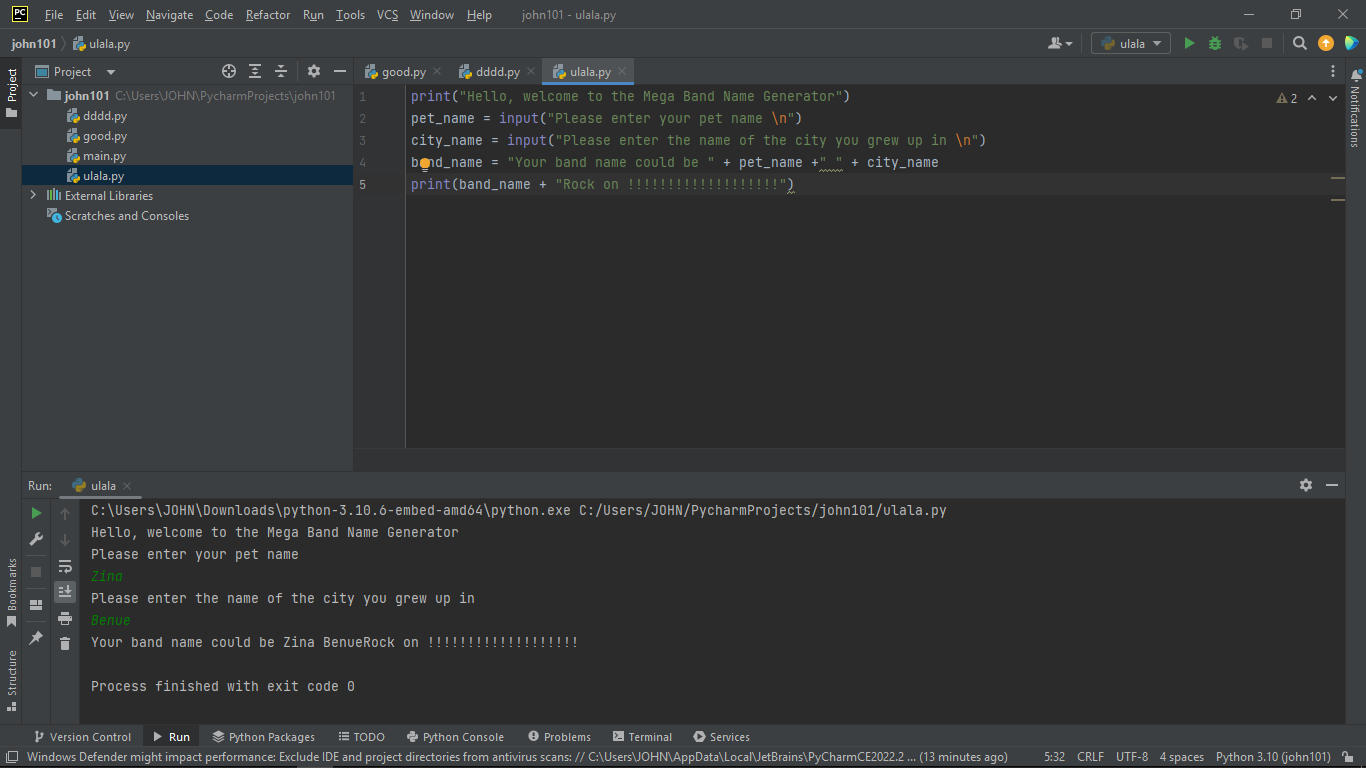 PC File Edit View Navigate Code Refactor Run Tools VCS Window Help john101 - ulala.py
john101 ulala.py ulala
Project Project good.py dddd.py ulala.py
john101 C:\Users\JOHN\PycharmProjects\john101
dddd.py
good.py
main.py
ulala.py
External Libraries
Scratches and Consoles
1 print("Hello, welcome to the Mega Band Name Generator") 2
2 pet_name = input("Please enter your pet name \n")
3 city_name = input("Please enter the name of the city you grew up in \n")
4 band_name = "Your band name could be " + pet_name +" " + city_name
5 print(band_name + "Rock on !!!!!!!!!!!!!!!!!!!")
Notifications
Run: ulala
C:\Users\JOHN\Downloads\python-3.10.6-embed-amd64\python.exe C:/Users/JOHN/PycharmProjects/john101/ulala.py
Hello, welcome to the Mega Band Name Generator
Please enter your pet name
Zina
Please enter the name of the city you grew up in
Benue
Your band name could be Zina BenueRock on !!!!!!!!!!!!!!!!!!!
Process finished with exit code 0
Bookmarks
Structure
Version Control Run Python Packages TODO Python Console Problems Terminal Services
Windows Defender might impact performance: Exclude IDE and project directories from antivirus scans: // C:\Users\JOHN\AppData\Local\JetBrains\PyCharmCE2022.2 ... (13 minutes ago) 5:32 CRLF UTF-8 4 spaces Python 3.10 (john101)